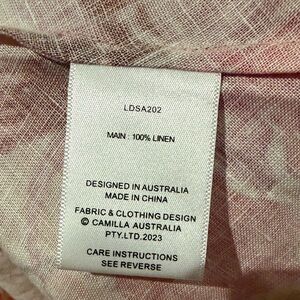 LDSA202
MAIN : 100% LINEN
DESIGNED IN AUSTRALIA
MADE IN CHINA
FABRIC & CLOTHING DESIGN
© CAMILLA AUSTRALIA
PTY.LTD.2023
CARE INSTRUCTIONS
SEE REVERSE